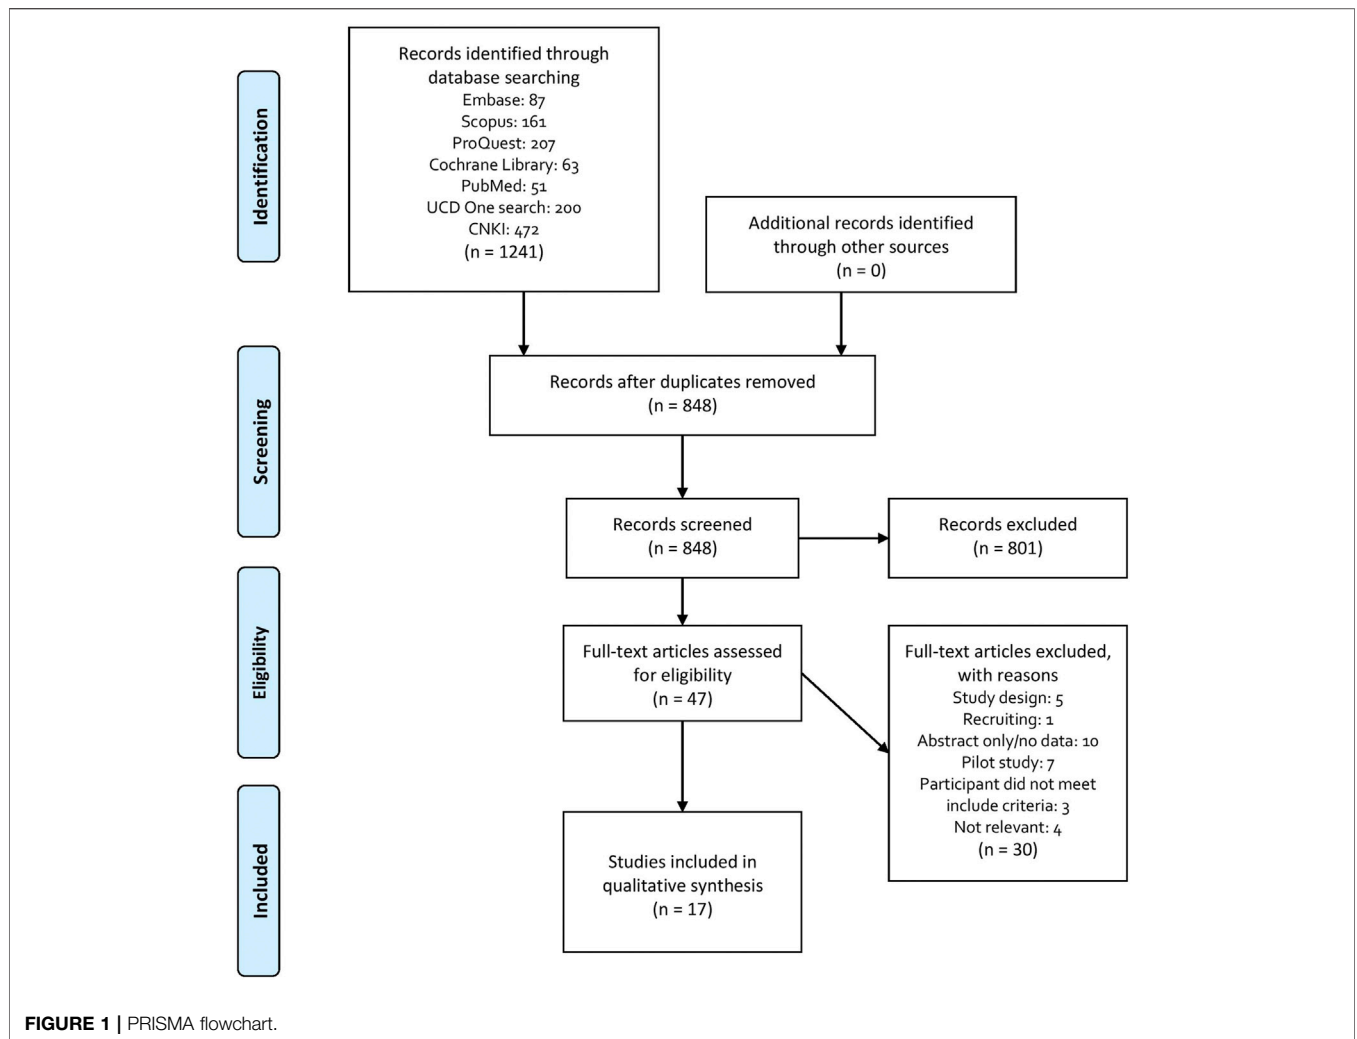 Identification
Records identified through
database searching
Embase: 87
Scopus: 161
ProQuest: 207
Cochrane Library: 63
PubMed: 51
UCD One search: 200
CNKI: 472
(n = 1241)
Additional records identified
through other sources
(n = 0)
Screening
Records after duplicates removed
(n = 848)
Records screened
(n = 848)
Records excluded
(n = 801)
Eligibility
Full-text articles assessed
for eligibility
(n = 47)
Full-text articles excluded,
with reasons
Study design: 5
Recruiting: 1
Abstract only/no data: 10
Pilot study: 7
Participant did not meet
include criteria: 3
Not relevant: 4
(n = 30)
Included
Studies included in
qualitative synthesis
(n = 17)
FIGURE 1 | PRISMA flowchart.